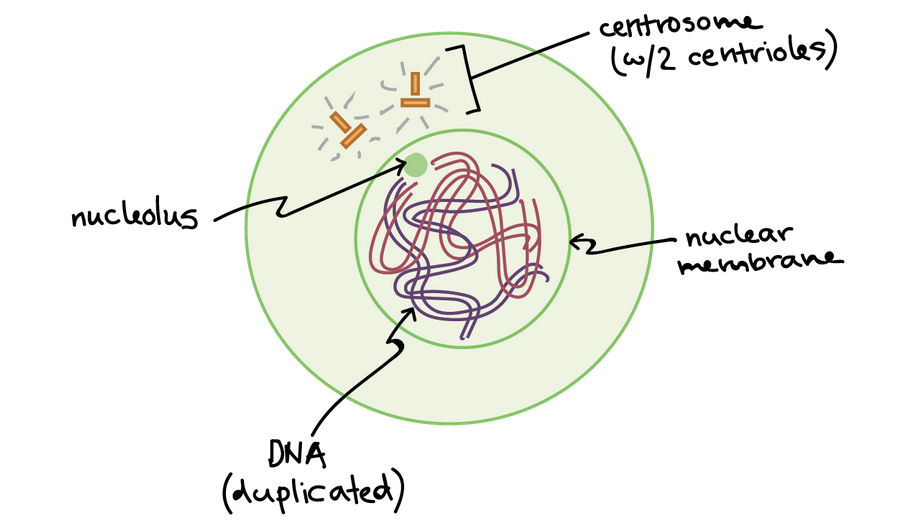 centrosome
(w/2 centrioles)
nucleolus
nuclear
membrane
DNA
(duplicated)